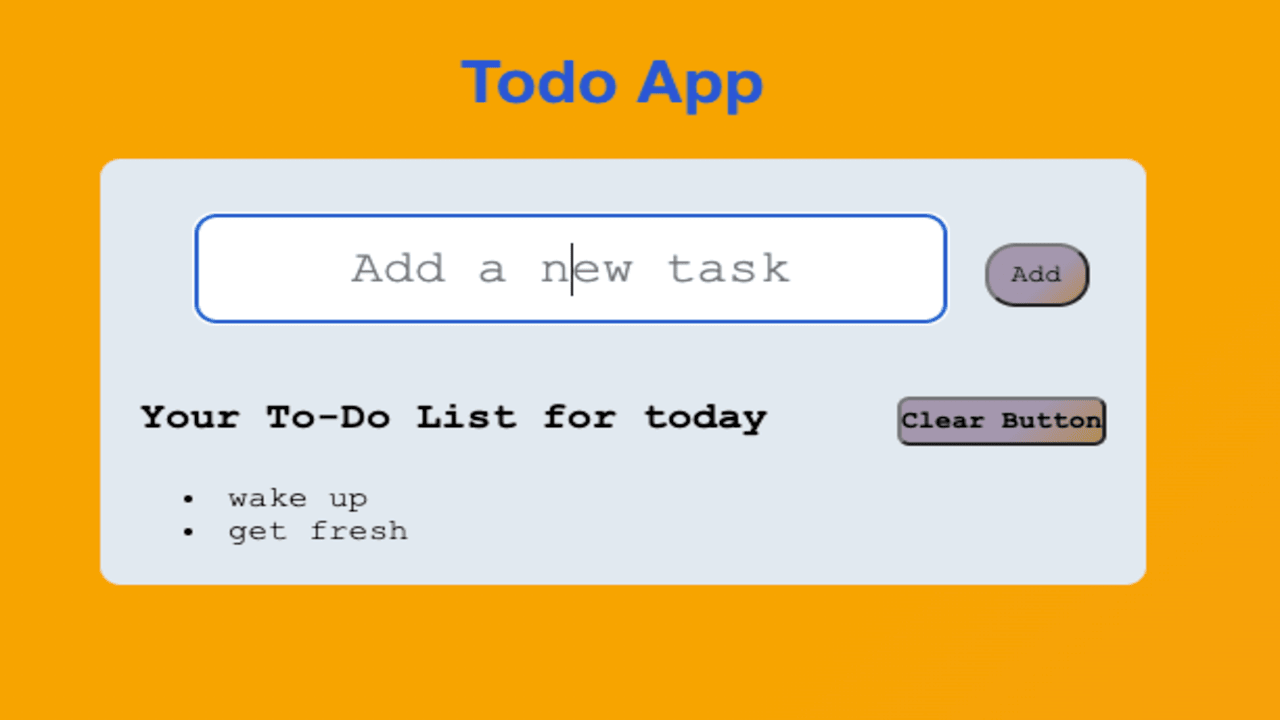 Todo App
Add a new task
Add
Your To-Do List for today
Clear Button
wake up
get fresh